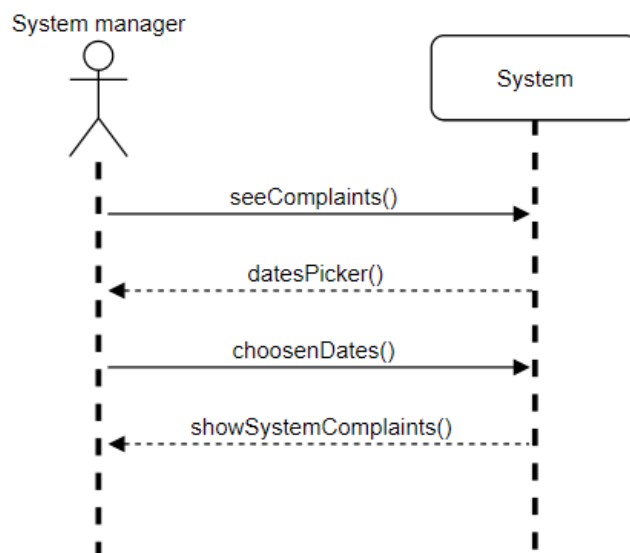 System manager
System
seeComplaints()
datesPicker()
choosenDates()
showSystemComplaints()